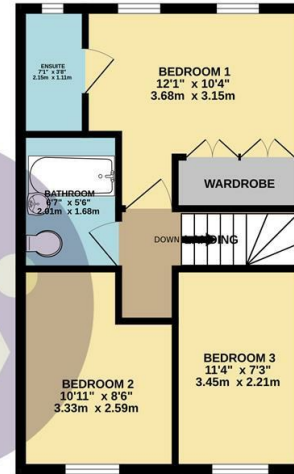 ENSUITE
7'1" x 3'8"
2.15m x 1.11m
BEDROOM 1
12'1" x 10'4"
3.68m x 3.15m
WARDROBE
BATHROOM
6'7" x 5'6"
2.01m x 1.68m
DOWN
LANDING
BEDROOM 2
10'11" x 8'6"
3.33m x 2.59m
BEDROOM 3
11'4" x 7'3"
3.45m x 2.21m